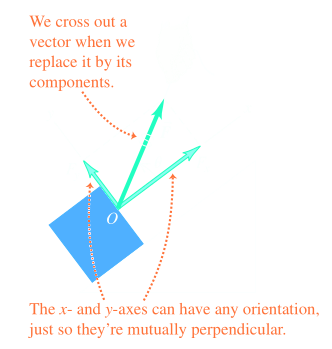 We cross out a
vector when we
replace it by its
components.
O
The x- and y-axes can have any orientation,
just so they’re mutually perpendicular.